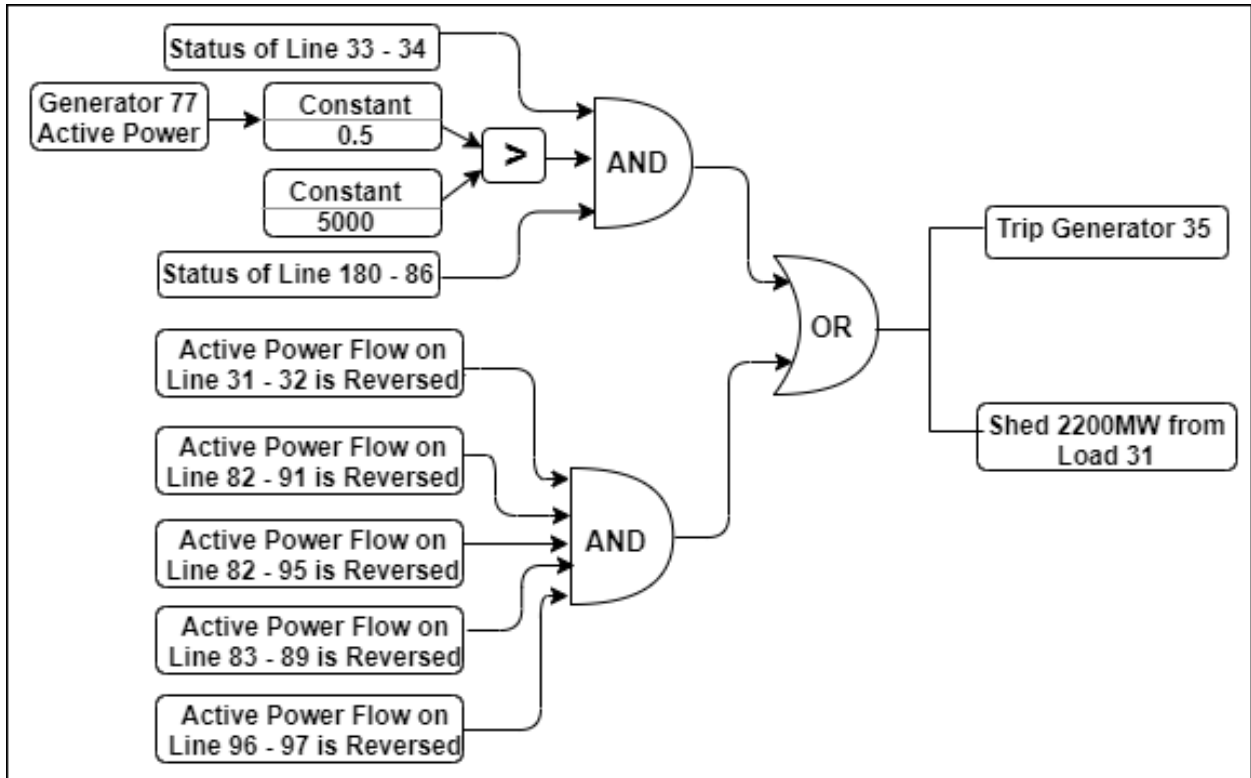 Status of Line 33 - 34
Generator 77
Active Power
Constant
0.5
>
Constant
5000
Status of Line 180 - 86
AND
Active Power Flow on
Line 31 - 32 is Reversed
Active Power Flow on
Line 82 - 91 is Reversed
Active Power Flow on
Line 82 - 95 is Reversed
Active Power Flow on
Line 83 - 89 is Reversed
Active Power Flow on
Line 96 - 97 is Reversed
AND
OR
Trip Generator 35
Shed 2200MW from
Load 31